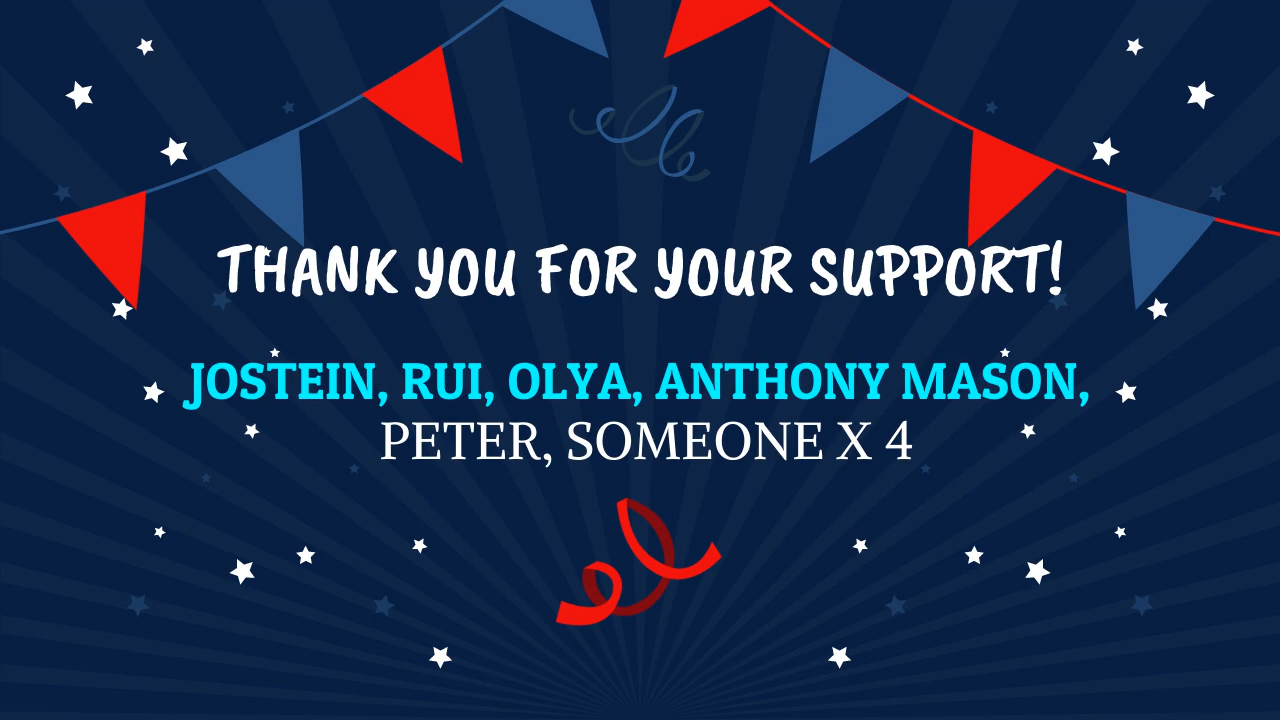 THANK YOU FOR YOUR SUPPORT!
JOSTEIN, RUI, OLYA, ANTHONY MASON,
PETER, SOMEONE X 4